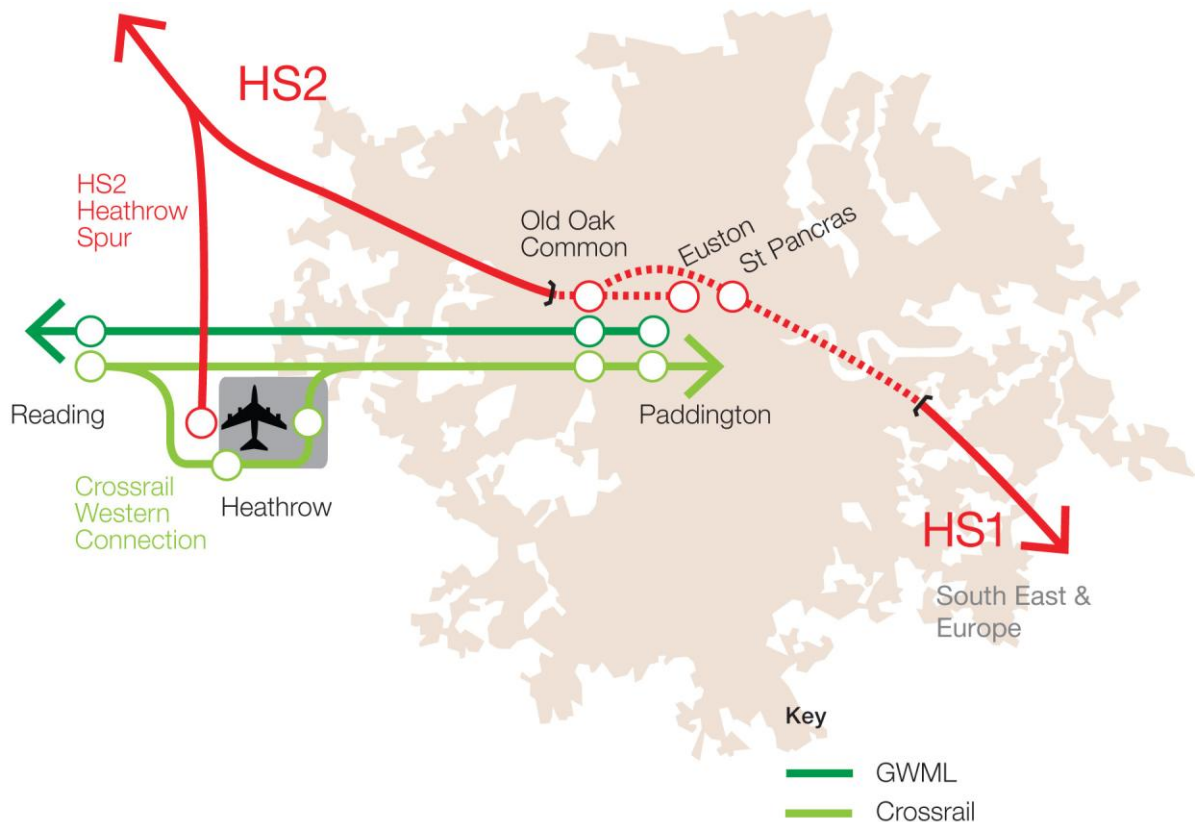 HS2
HS2
Heathrow
Spur
Old Oak
Common
Euston
St Pancras
Reading
Paddington
Crossrail
Western
Connection
Heathrow
HS1
South East &
Europe
Key
GWML
Crossrail